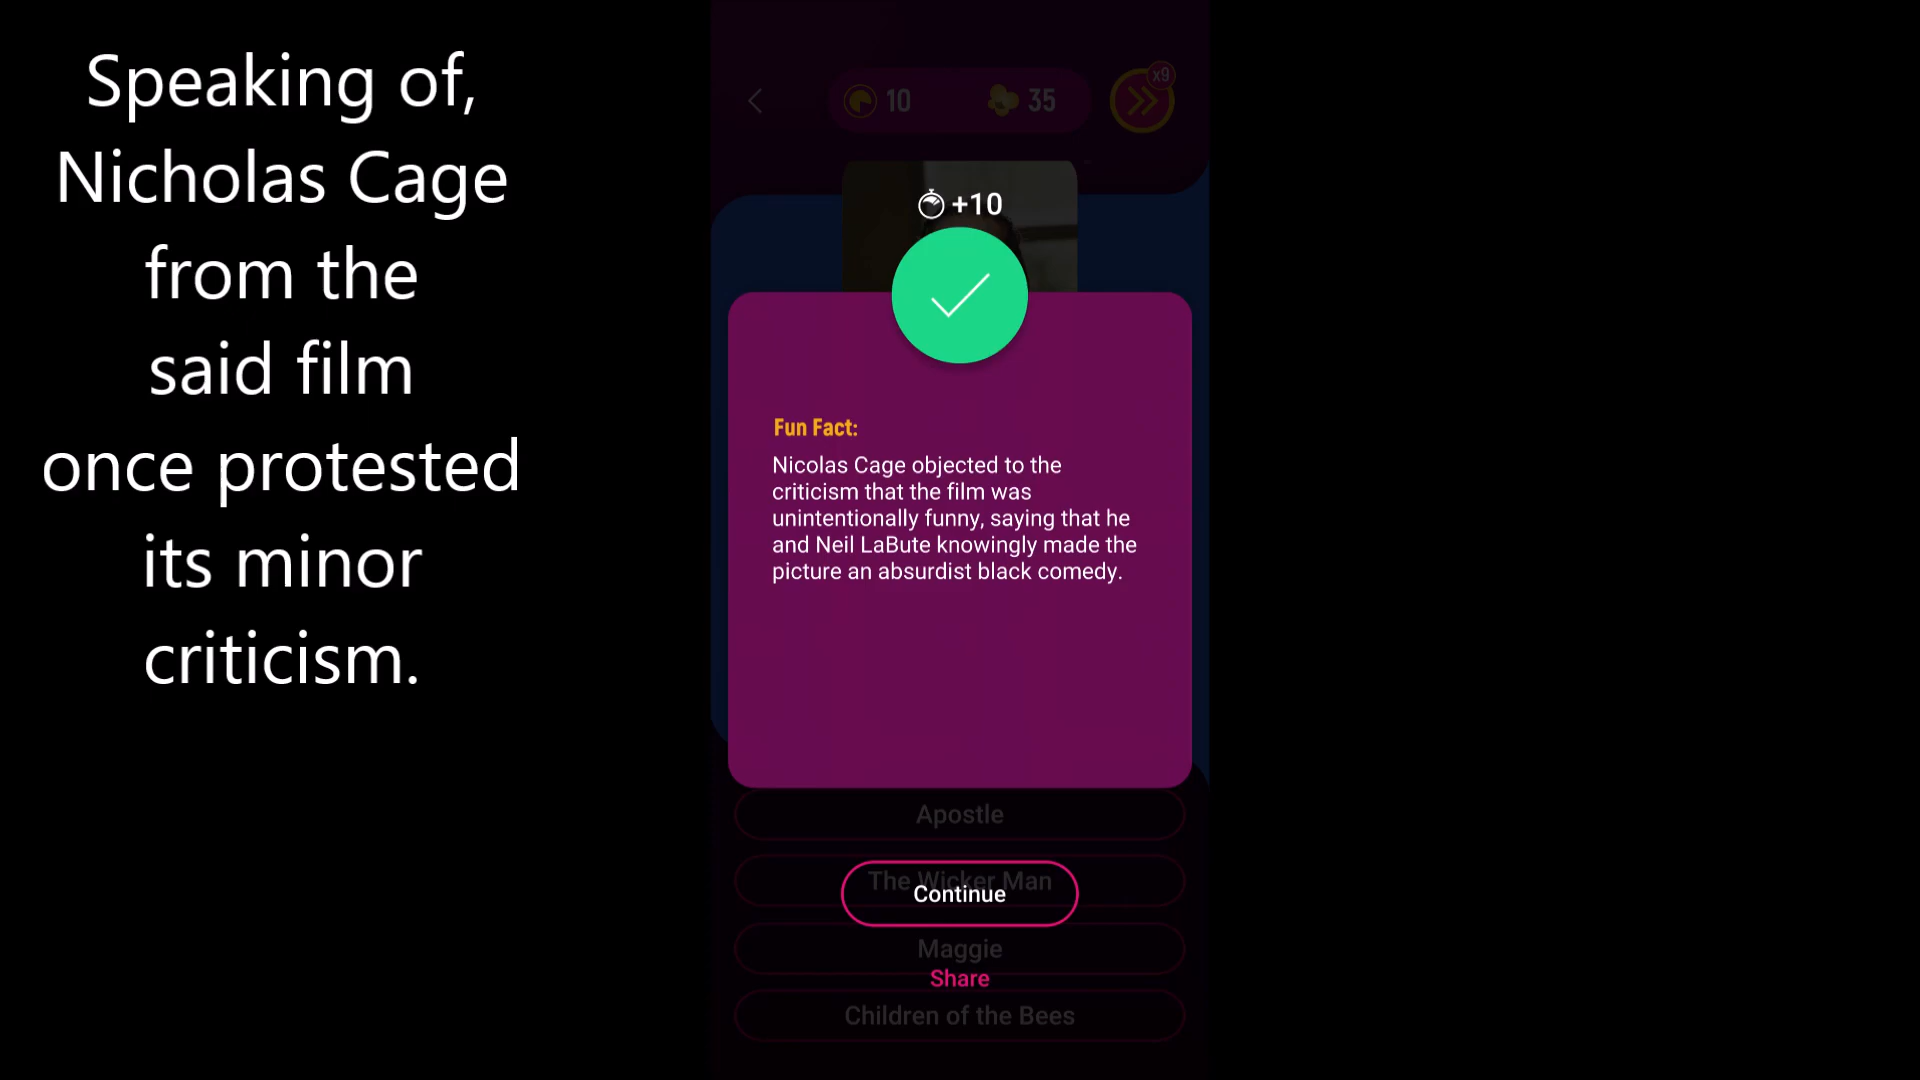 Speaking of,
Nicholas Cage
from the
said film
once protested
its minor
criticism.
10
35
x9
+10
Fun Fact:
Nicolas Cage objected to the
criticism that the film was
unintentionally funny, saying that he
and Neil LaBute knowingly made the
picture an absurdist black comedy.
Apostle
The Wicker Man
Continue
Maggie
Share
Children of the Bees